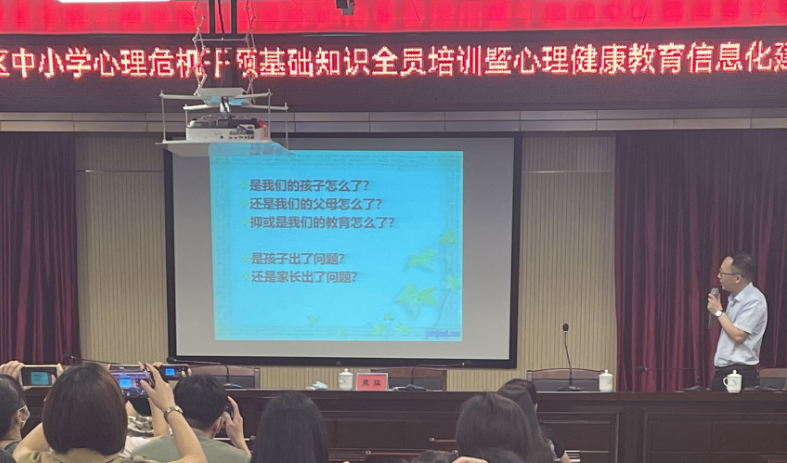 区中小学心理危机干预基础知识全员培训暨心理健康教育信息化建
是我们的孩子怎么了?
还是我们的父母怎么了?
抑或是我们的教育怎么了?
是孩子出了问题?
还是家长出了问题?